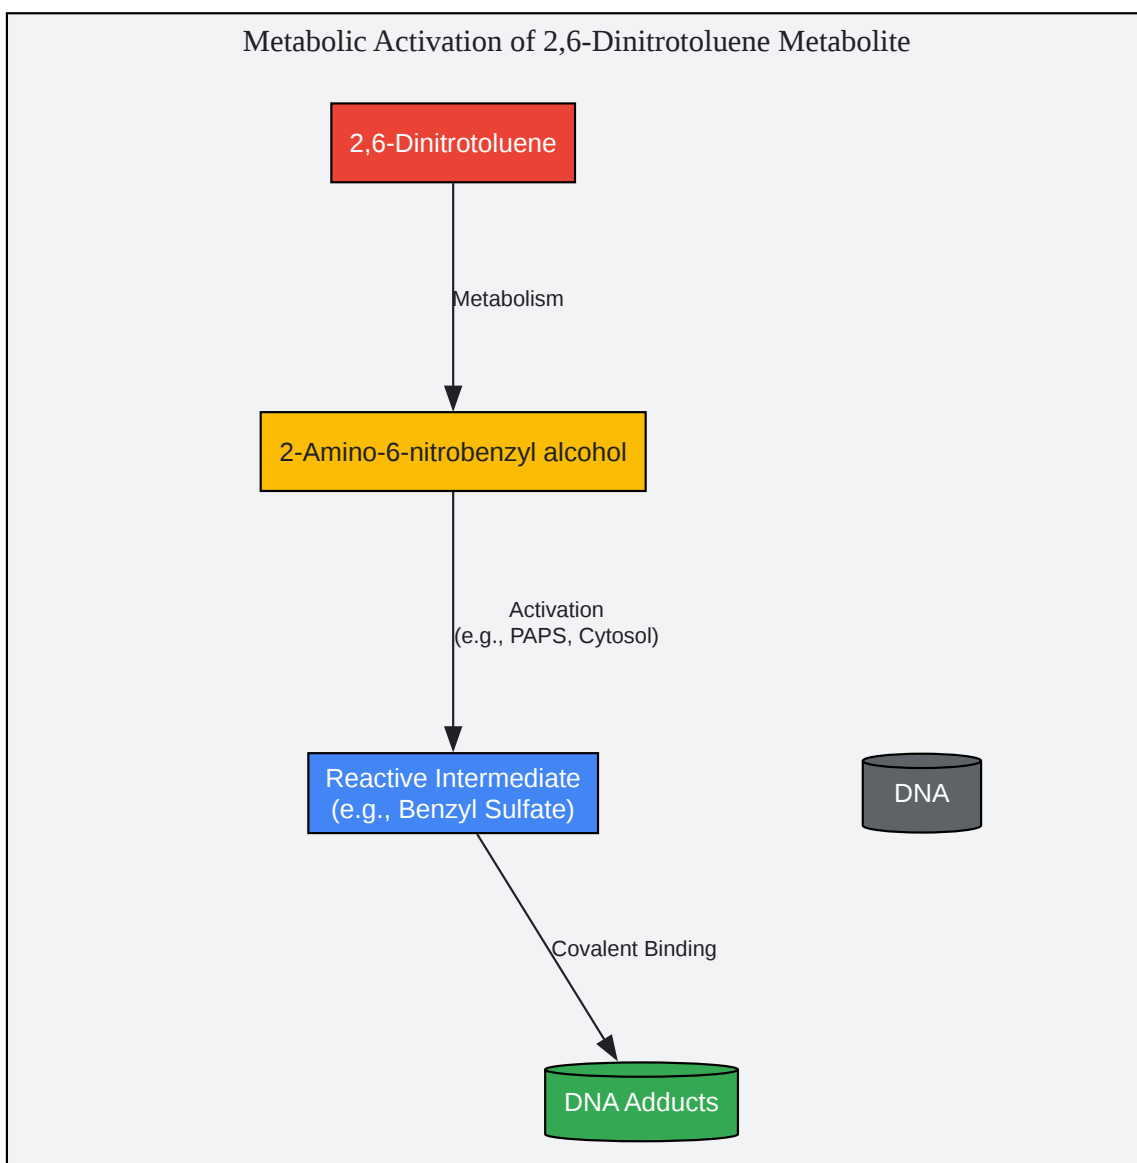 Metabolic Activation of 2,6-Dinitrotoluene Metabolite
2,6-Dinitrotoluene
Metabolism
2-Amino-6-nitrobenzyl alcohol
Activation
(e.g., PAPS, Cytosol)
Reactive Intermediate
(e.g., Benzyl Sulfate)
DNA
Covalent Binding
DNA Adducts